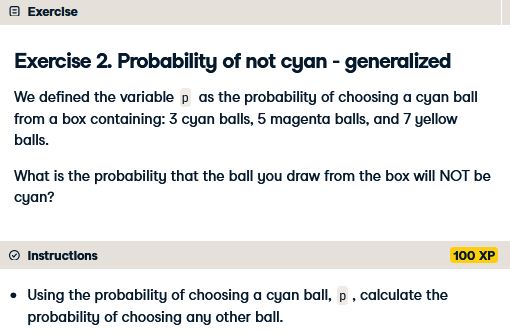 Exercise
Exercise 2. Probability of not cyan - generalized
We defined the variable p as the probability of choosing a cyan ball
from a box containing: 3 cyan balls, 5 magenta balls, and 7 yellow
balls.
What is the probability that the ball you draw from the box will NOT be
cyan?
Instructions 100 XP
• Using the probability of choosing a cyan ball, p , calculate the
probability of choosing any other ball.